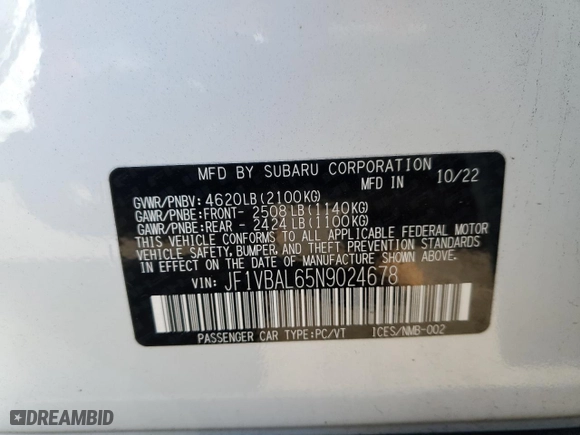 MFD BY SUBARU CORPORATION
MFD IN 10/22
GVWR/PNBV: 4620LB(2100KG)
GAWR/PNBE:FRONT- 2508LB(1140KG)
GAWR/PNBE:REAR - 2424LB(1100KG)
THIS VEHICLE CONFORMS TO ALL APPLICABLE FEDERAL MOTOR
VEHICLE SAFETY, BUMPER, AND THEFT PREVENTION STANDARDS
IN EFFECT ON THE DATE OF MANUFACTURE SHOWN ABOVE.
VIN: JF1VBAL65N9024678
PASSENGER CAR TYPE:PC/VT 1CES/NMB-002
DREAMBID